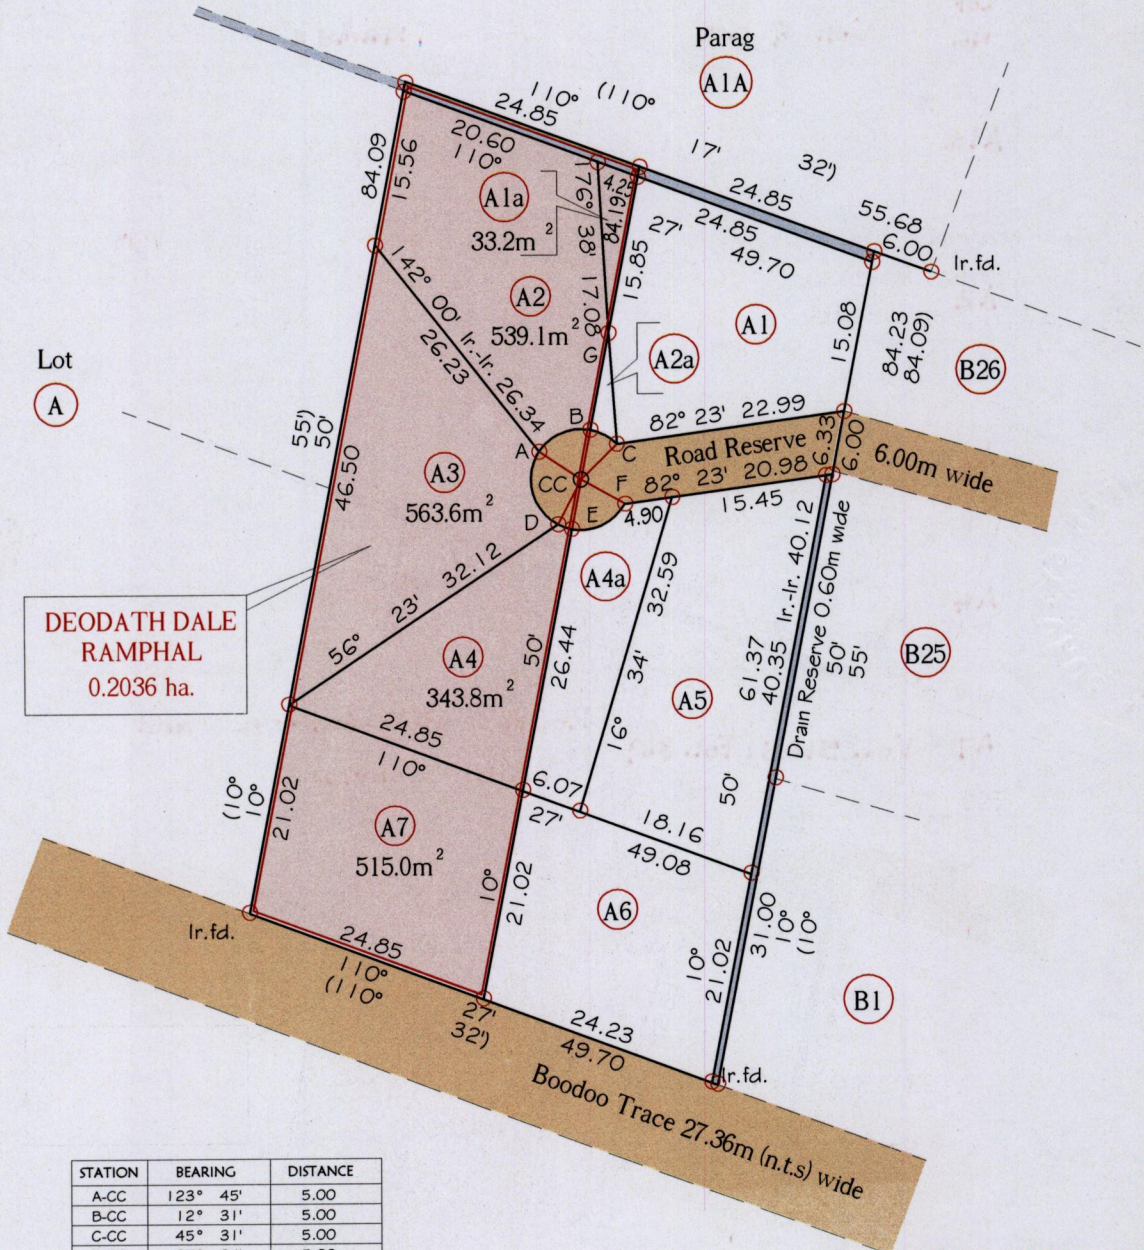 Parag
A1A
110°
(110°
24.85
17'
32')
20.60
110°
84.09
15.56
A1a
33.2m²
176° 38' 17.08
4.25
84.19
15.85
24.85
24.85
27'
49.70
55.68
6.00
Ir.fd.
A2
539.1m²
G
A1
A2a
15.08
84.23
84.09)
B26
142° 00' Ir.-Ir. 26.34
26.23
Lot
A
55')
50'
46.50
B
A
C
82° 23' 22.99
Road Reserve
6.33
6.00
6.00m wide
A3
563.6m²
CC
F
82° 23' 20.98
15.45
4.90
D
E
DEODATH DALE
RAMPHAL
0.2036 ha.
56° 23' 32.12
A4a
32.59
34'
16°
Ir.-Ir. 40.12
Drain Reserve 0.60m wide
61.37
40.35
50'
55'
B25
A4
343.8m²
50'
26.44
A5
24.85
110°
6.07
27'
18.16
49.08
50'
(10°
10°
21.02
A7
515.0m²
10°
21.02
A6
10°
21.02
31.00
10°
(10°
B1
Ir.fd.
24.85
110°
(110°
27'
32')
24.23
49.70
Ir.fd.
Boodoo Trace 27.36m (n.t.s) wide
STATION BEARING DISTANCE
A-CC 123° 45' 5.00
B-CC 12° 31' 5.00
C-CC 45° 31' 5.00